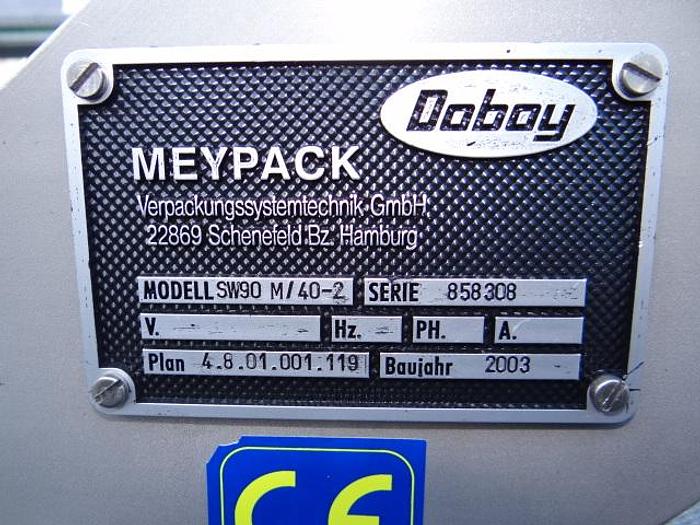 Doboy
MEYPACK
Verpackungssystemtechnik GmbH
22869 Schenefeld Bz. Hamburg
MODELL SW90 M/40-2 SERIE 858308
V. Hz. PH. A.
Plan 4.8.01.001.119 Baujahr 2003
CE